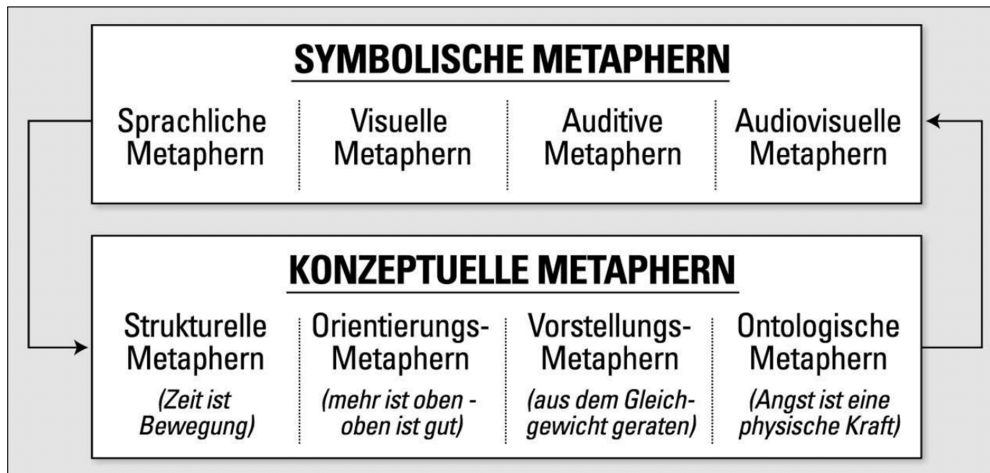 SYMBOLISCHE METAPHERN
Sprachliche
Metaphern
Visuelle
Metaphern
Auditive
Metaphern
Audiovisuelle
Metaphern
KONZEPTUELLE METAPHERN
Strukturelle
Metaphern
(Zeit ist
Bewegung)
Orientierungs-
Metaphern
(mehr ist oben -
oben ist gut)
Vorstellungs-
Metaphern
(aus dem Gleich-
gewicht geraten)
Ontologische
Metaphern
(Angst ist eine
physische Kraft)